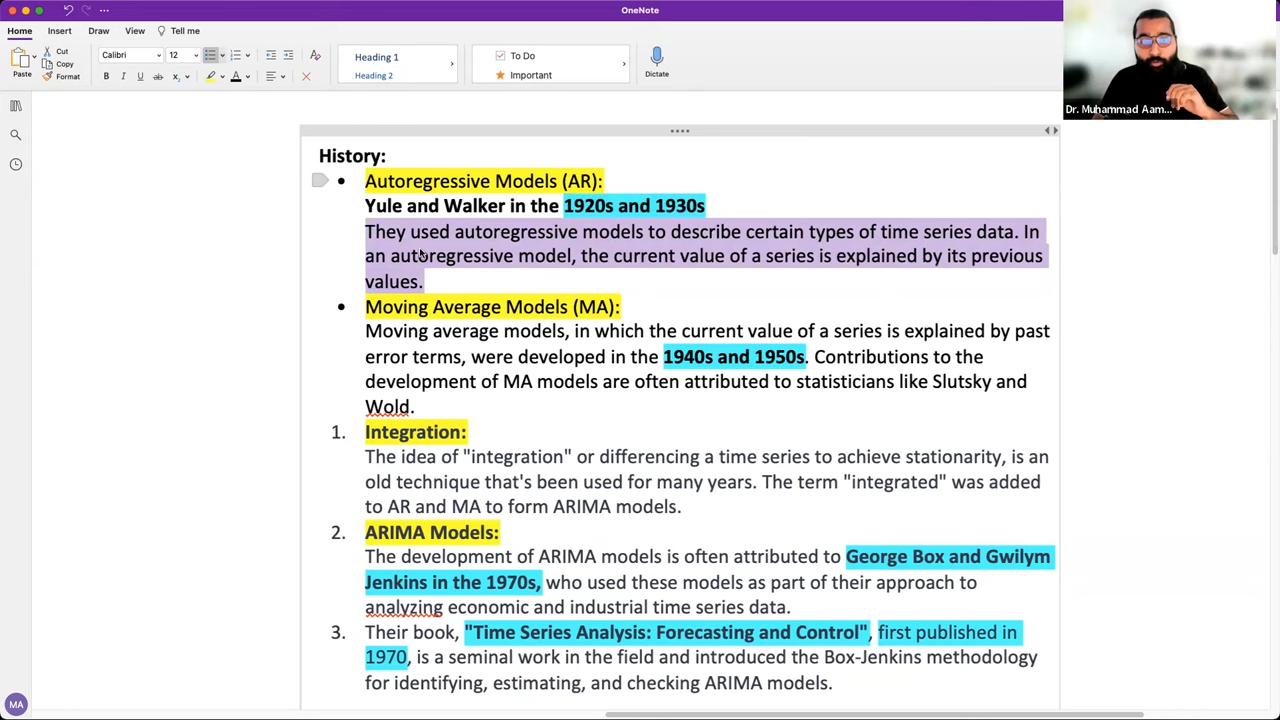 OneNote
Home Insert Draw View Tell me
Paste Cut Copy Format
Calibri 12
B I U ab x A
Heading 1
Heading 2
To Do
Important
Dictate
Dr. Muhammad Aam...
History:
• Autoregressive Models (AR):
Yule and Walker in the 1920s and 1930s
They used autoregressive models to describe certain types of time series data. In
an autoregressive model, the current value of a series is explained by its previous
values.
• Moving Average Models (MA):
Moving average models, in which the current value of a series is explained by past
error terms, were developed in the 1940s and 1950s. Contributions to the
development of MA models are often attributed to statisticians like Slutsky and
Wold.
1. Integration:
The idea of "integration" or differencing a time series to achieve stationarity, is an
old technique that's been used for many years. The term "integrated" was added
to AR and MA to form ARIMA models.
2. ARIMA Models:
The development of ARIMA models is often attributed to George Box and Gwilym
Jenkins in the 1970s, who used these models as part of their approach to
analyzing economic and industrial time series data.
3. Their book, "Time Series Analysis: Forecasting and Control", first published in
1970, is a seminal work in the field and introduced the Box-Jenkins methodology
for identifying, estimating, and checking ARIMA models.
MA